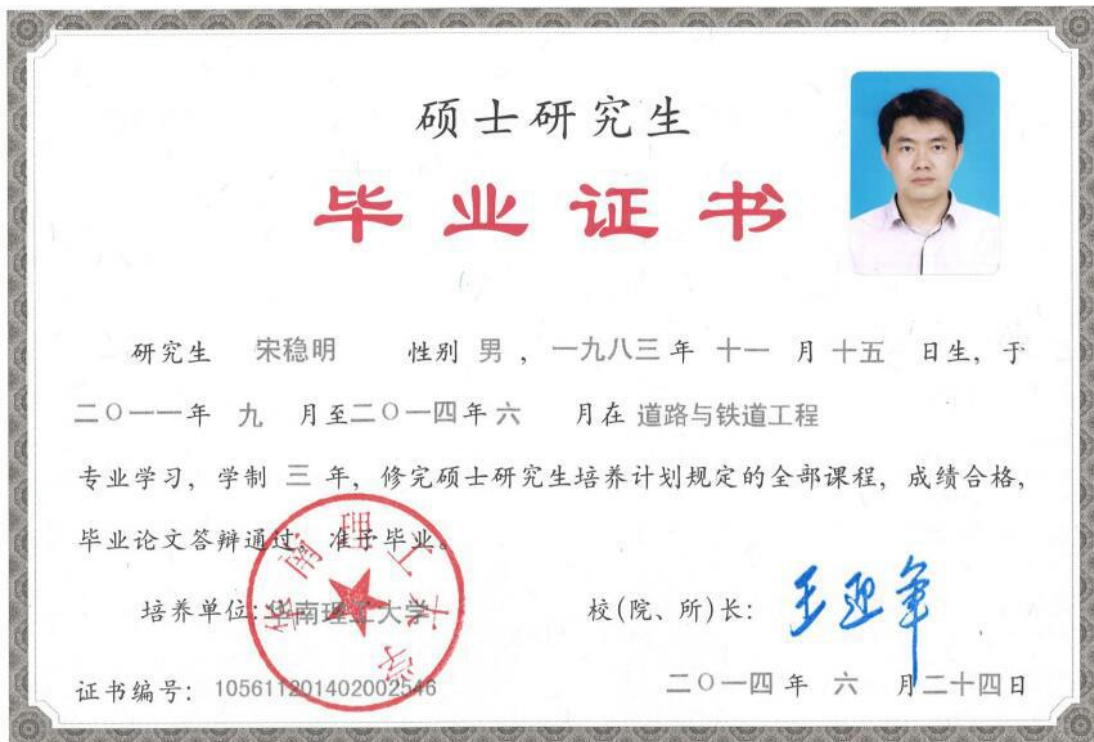 硕士研究生
毕业证书
研究生 宋稳明 性别 男 ，一九八三 年 十一 月 十五 日生，于
二〇一一年 九 月至二〇一四年 六 月在 道路与铁道工程
专业学习，学制 三 年，修完硕士研究生培养计划规定的全部课程，成绩合格，
毕业论文答辩通过，准予毕业。
华南理工大学
培养单位：华南理工大学
校(院、所)长：
王迎军
证书编号：105611201402002546
二〇一四 年 六 月二十四日